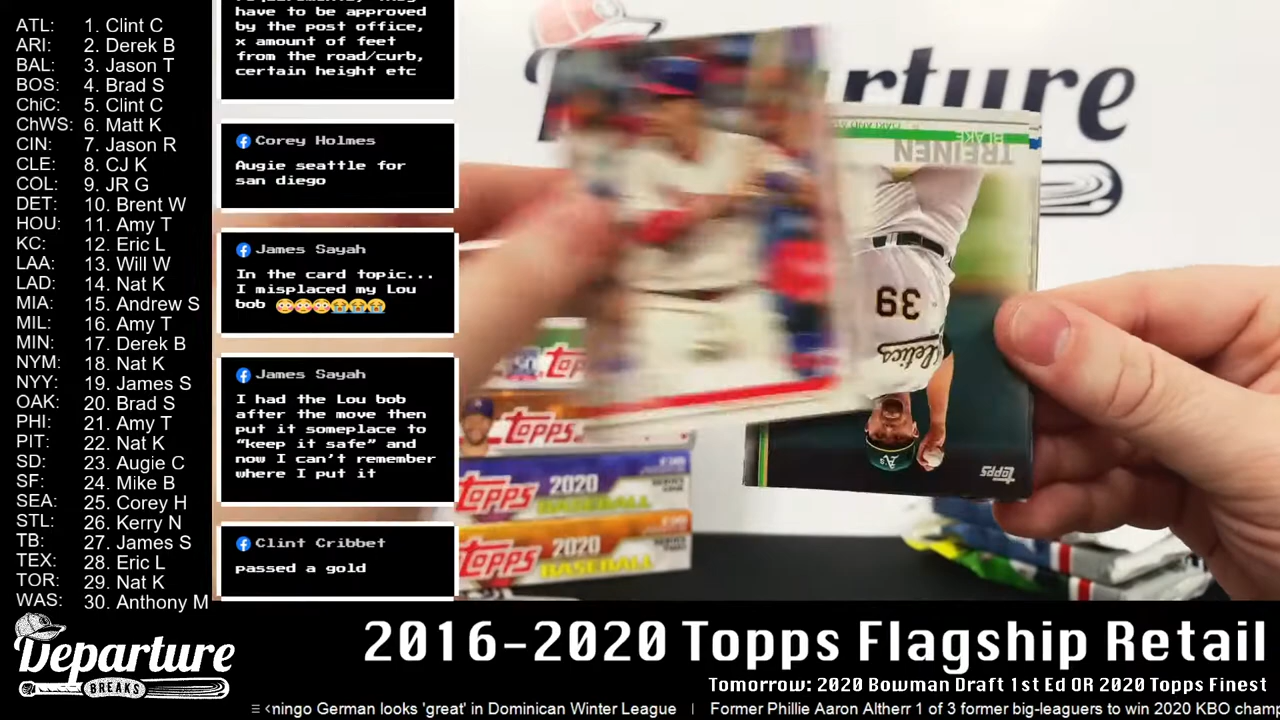 ATL: 1. Clint C
ARI: 2. Derek B
BAL: 3. Jason T
BOS: 4. Brad S
ChiC: 5. Clint C
ChWS: 6. Matt K
CIN: 7. Jason R
CLE: 8. CJ K
COL: 9. JR G
DET: 10. Brent W
HOU: 11. Amy T
KC: 12. Eric L
LAA: 13. Will W
LAD: 14. Nat K
MIA: 15. Andrew S
MIL: 16. Amy T
MIN: 17. Derek B
NYM: 18. Nat K
NYY: 19. James S
OAK: 20. Brad S
PHI: 21. Amy T
PIT: 22. Nat K
SD: 23. Augie C
SF: 24. Mike B
SEA: 25. Corey H
STL: 26. Kerry N
TB: 27. James S
TEX: 28. Eric L
TOR: 29. Nat K
WAS: 30. Anthony M
have to be approved
by the post office,
x amount of feet
from the road/curb,
certain height etc
Corey Holmes
Augie seattle for
san diego
James Sayah
In the card topic...
I misplaced my Lou
bob 😳😳😳😭😭😭
James Sayah
I had the Lou bob
after the move then
put it someplace to
"keep it safe" and
now I can't remember
where I put it
Clint Cribbet
passed a gold
BLAKE
TREINEN
39
A's
topps
Topps
Topps
2020
BASEBALL
Topps
2020
BASEBALL
Departure
BREAKS
2016-2020 Topps Flagship Retail
Tomorrow: 2020 Bowman Draft 1st Ed OR 2020 Topps Finest
ningo German looks 'great' in Dominican Winter League | Former Phillie Aaron Altherr 1 of 3 former big-leaguers to win 2020 KBO champ